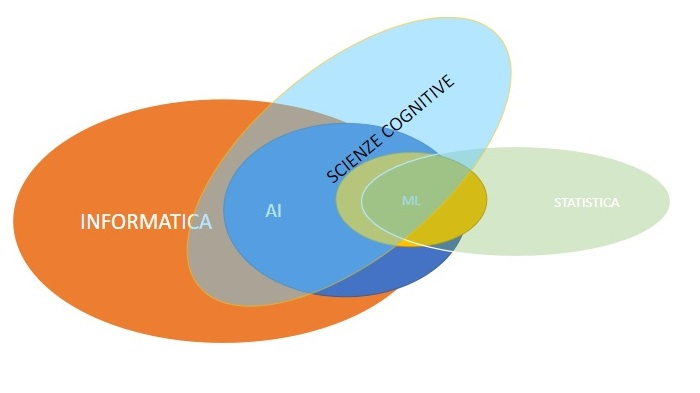 SCIENZE COGNITIVE
INFORMATICA
AI
ML
STATISTICA